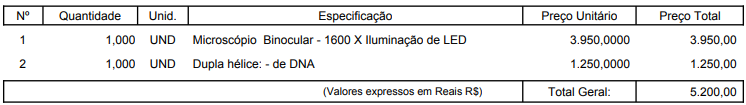 Nº Quantidade Unid. Especificação Preço Unitário Preço Total
1 1,000 UND Microscópio Binocular - 1600 X Iluminação de LED 3.950,0000 3.950,00
2 1,000 UND Dupla hélice: - de DNA 1.250,0000 1.250,00
(Valores expressos em Reais R$) Total Geral: 5.200,00